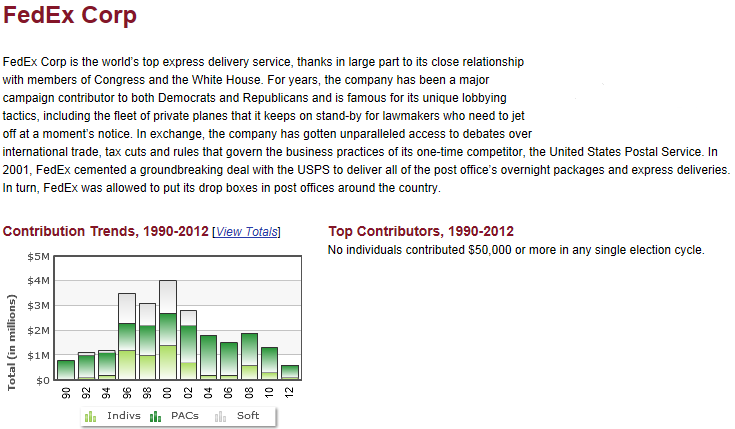 FedEx Corp
FedEx Corp is the world's top express delivery service, thanks in large part to its close relationship
with members of Congress and the White House. For years, the company has been a major
campaign contributor to both Democrats and Republicans and is famous for its unique lobbying
tactics, including the fleet of private planes that it keeps on stand-by for lawmakers who need to jet
off at a moment's notice. In exchange, the company has gotten unparalleled access to debates over
international trade, tax cuts and rules that govern the business practices of its one-time competitor, the United States Postal Service. In
2001, FedEx cemented a groundbreaking deal with the USPS to deliver all of the post office's overnight packages and express deliveries.
In turn, FedEx was allowed to put its drop boxes in post offices around the country.
Contribution Trends, 1990-2012 [View Totals]
Total (in millions)
$5M
$4M
$3M
$2M
$1M
$0
90 92 94 96 98 00 02 04 06 08 10 12
Indivs PACs Soft
Top Contributors, 1990-2012
No individuals contributed $50,000 or more in any single election cycle.